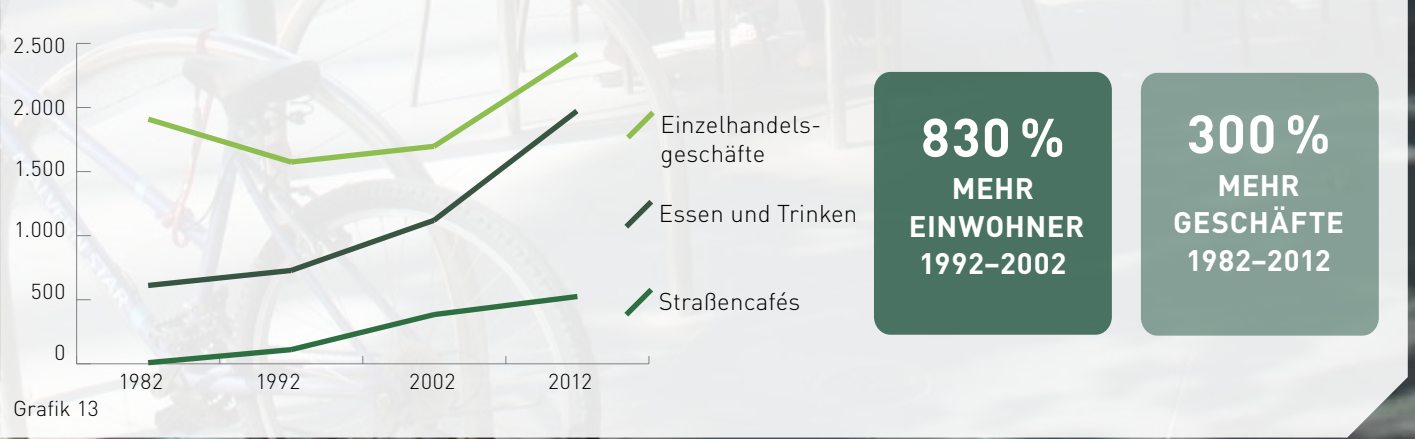 2.500
2.000
1.500
1.000
500
0
1982 1992 2002 2012
Grafik 13
Einzelhandels-
geschäfte
Essen und Trinken
Straßencafés
830 %
MEHR
EINWOHNER
1992–2002
300 %
MEHR
GESCHÄFTE
1982–2012